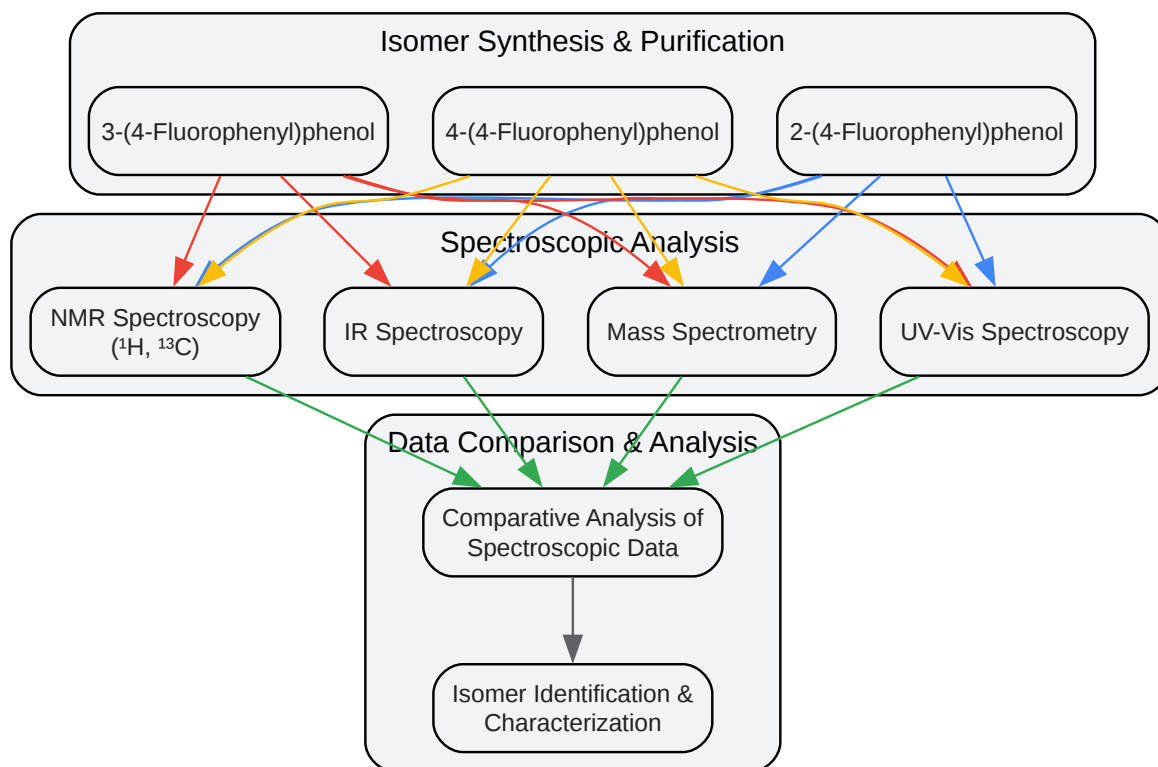 Isomer Synthesis & Purification
3-(4-Fluorophenyl)phenol
4-(4-Fluorophenyl)phenol
2-(4-Fluorophenyl)phenol
Spectroscopic Analysis
NMR Spectroscopy
(¹H, ¹³C)
IR Spectroscopy
Mass Spectrometry
UV-Vis Spectroscopy
Data Comparison & Analysis
Comparative Analysis of
Spectroscopic Data
Isomer Identification &
Characterization